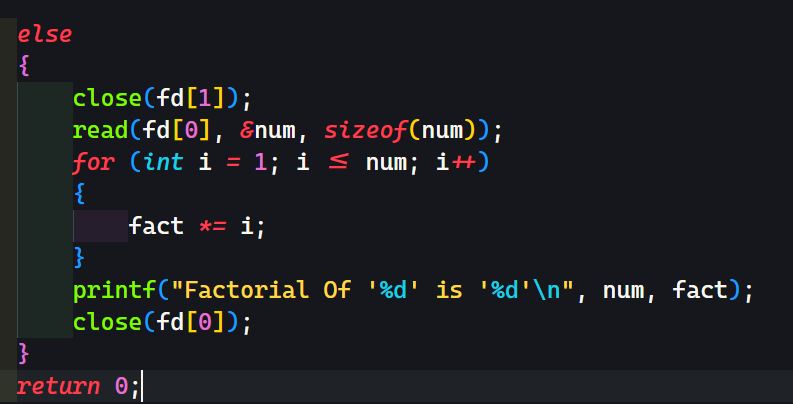 else
{
    close(fd[1]);
    read(fd[0], &num, sizeof(num));
    for (int i = 1; i <= num; i++)
    {
        fact *= i;
    }
    printf("Factorial Of '%d' is '%d'\n", num, fact);
    close(fd[0]);
}
return 0;